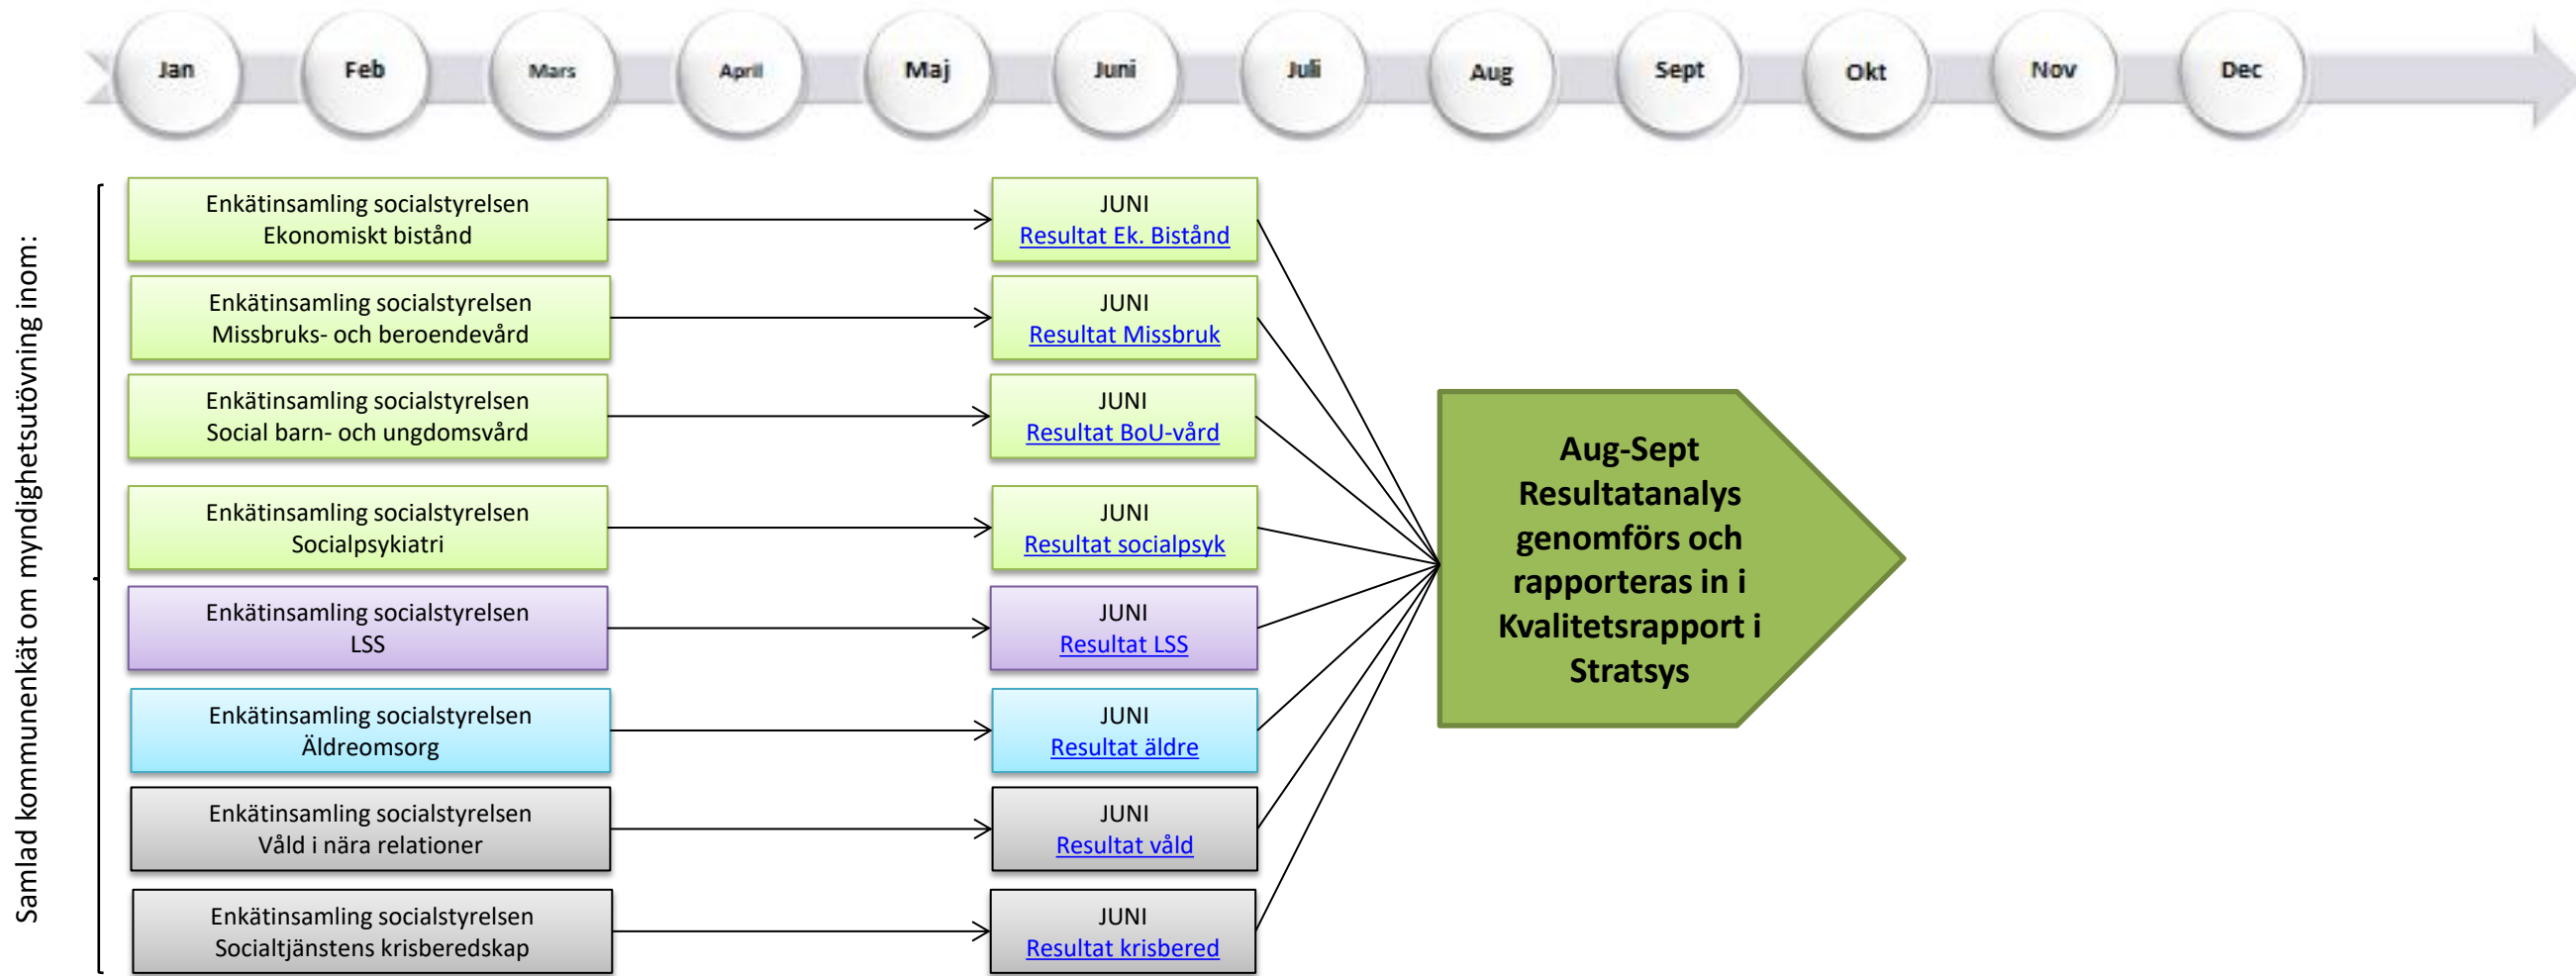 Jan
Feb
Mars
April
Maj
Juni
Juli
Aug
Sept
Okt
Nov
Dec
Samlad kommunenkät om myndighetsutövning inom:
Enkätinsamling socialstyrelsen
Ekonomiskt bistånd
JUNI
Resultat Ek. Bistånd
Enkätinsamling socialstyrelsen
Missbruks- och beroendevård
JUNI
Resultat Missbruk
Enkätinsamling socialstyrelsen
Social barn- och ungdomsvård
JUNI
Resultat BoU-vård
Enkätinsamling socialstyrelsen
Socialpsykiatri
JUNI
Resultat socialpsyk
Enkätinsamling socialstyrelsen
LSS
JUNI
Resultat LSS
Enkätinsamling socialstyrelsen
Äldreomsorg
JUNI
Resultat äldre
Enkätinsamling socialstyrelsen
Våld i nära relationer
JUNI
Resultat våld
Enkätinsamling socialstyrelsen
Socialtjänstens krisberedskap
JUNI
Resultat krisbered
Aug-Sept
Resultatanalys
genomförs och
rapporteras in i
Kvalitetsrapport i
Stratsys